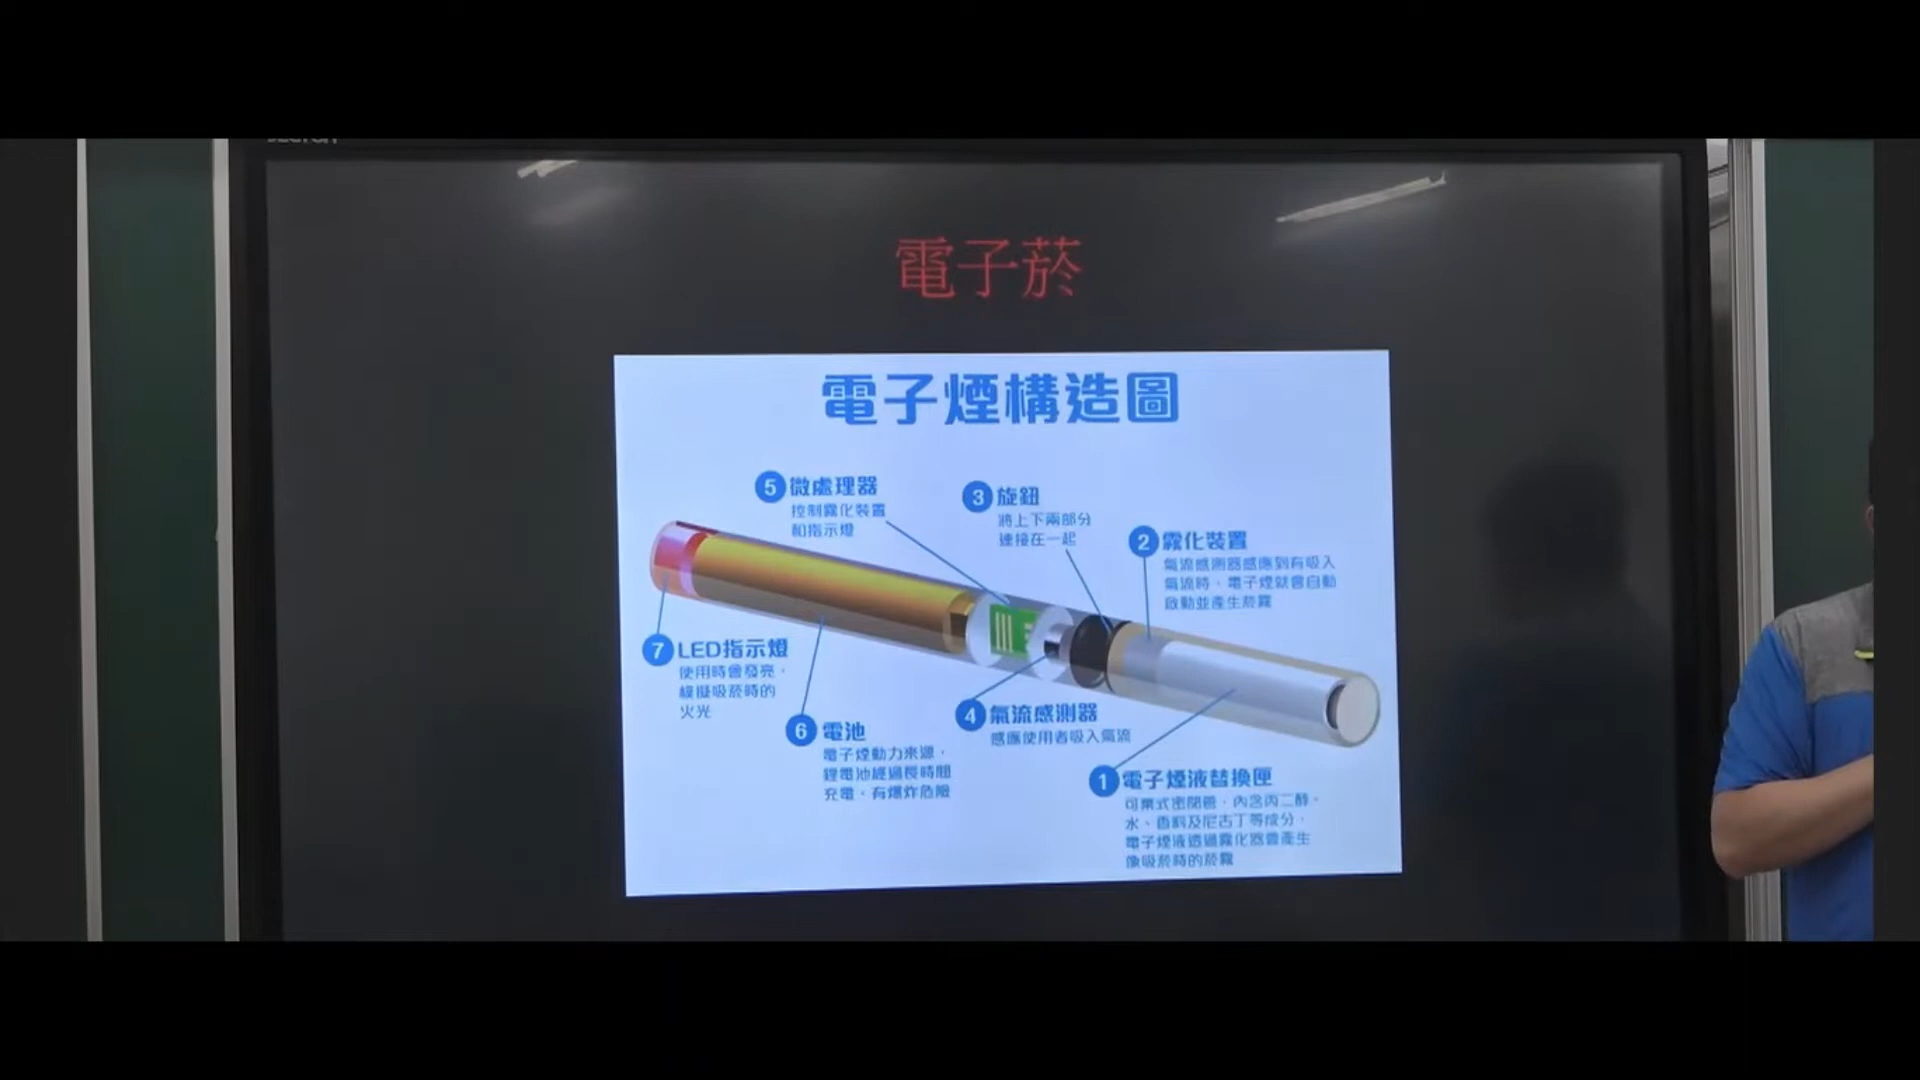 電子菸
電子煙構造圖
5 微處理器
控制霧化裝置
和指示燈
3 旋鈕
將上下兩部分
連接在一起
2 霧化裝置
氣流感測器感應到有吸入
氣流時，電子煙就會自動
啟動並產生菸霧
7 LED指示燈
使用時會發亮，
模擬吸菸時的
火光
6 電池
電子煙動力來源，
鋰電池經過長時間
充電，有爆炸危險
4 氣流感測器
感應使用者吸入氣流
1 電子煙液替換匣
可棄式密閉管，內含丙二醇、
水、香料及尼古丁等成分，
電子煙液透過霧化器會產生
像吸菸時的菸霧